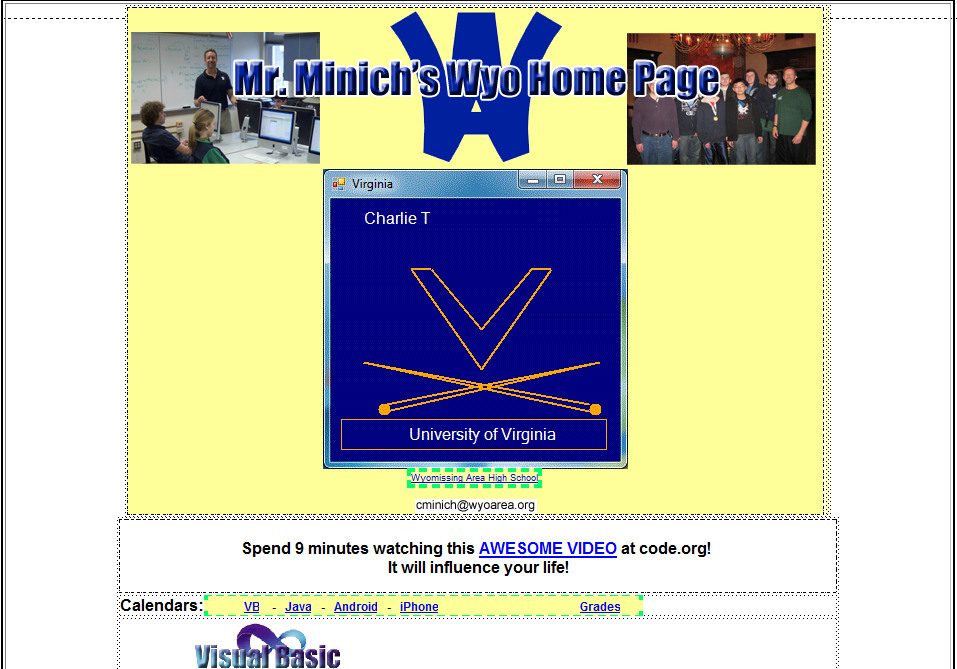 Mr. Minich's Wyo Home Page
Virginia
Charlie T
University of Virginia
Wyomissing Area High School
cminich@wyoarea.org
Spend 9 minutes watching this AWESOME VIDEO at code.org!
It will influence your life!
Calendars: VB - Java - Android - iPhone Grades
Visual Basic